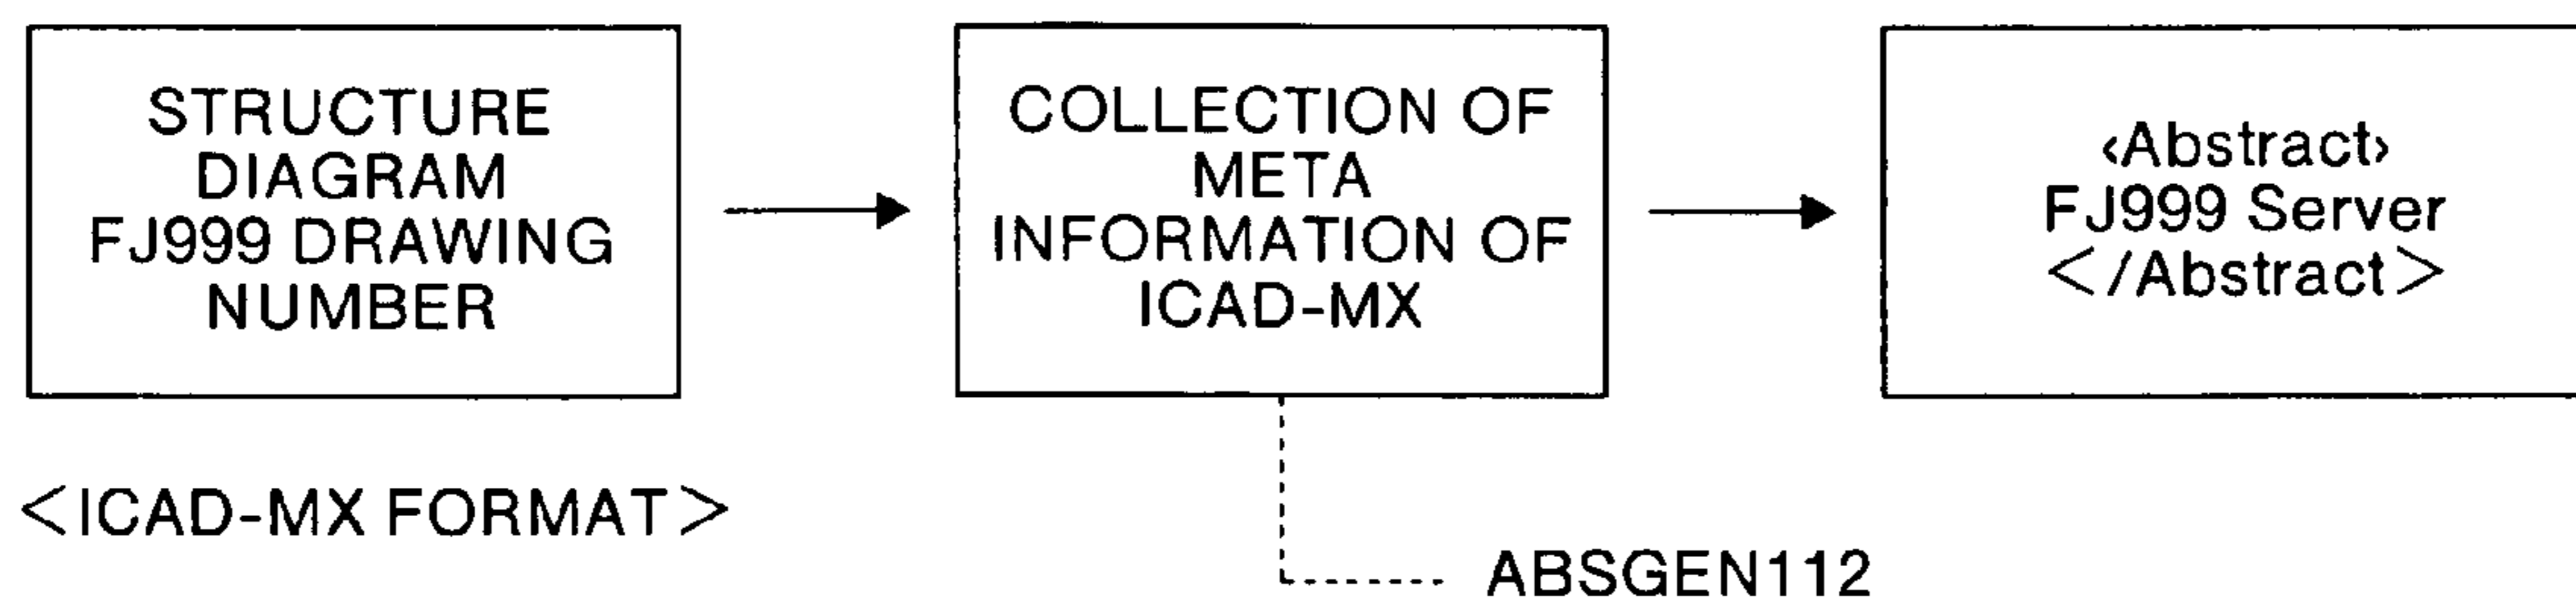 STRUCTURE
DIAGRAM
FJ999 DRAWING
NUMBER
COLLECTION OF
META
INFORMATION OF
ICAD-MX
‹Abstract›
FJ999 Server
</Abstract>
<ICAD-MX FORMAT>
ABSGEN112